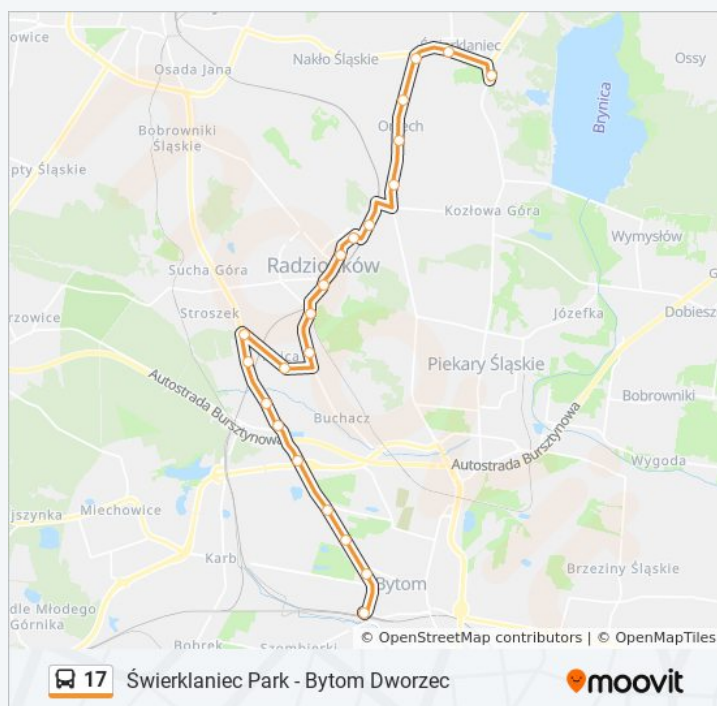 owice
Nakło Śląskie
Świerklaniec
Ossy
Osada Jana
Brynica
Bobrowniki
Śląskie
Orzech
pty Śląskie
Kozłowa Góra
Wymysłów
Sucha Góra
Radzionków
Stroszek
Józefka
Dobiesz
rzowice
Piekary Śląskie
Autostrada Bursztynowa
Bobrowniki
Buchacz
Autostrada Bursztynowa
Wygoda
jszynka
Miechowice
Karb
Bytom
Brzeziny Śląskie
dle Młodego
Górnika
Bobrek
Szombierki
© OpenStreetMap contributors | © OpenMapTiles
17
Świerklaniec Park - Bytom Dworzec
moovit